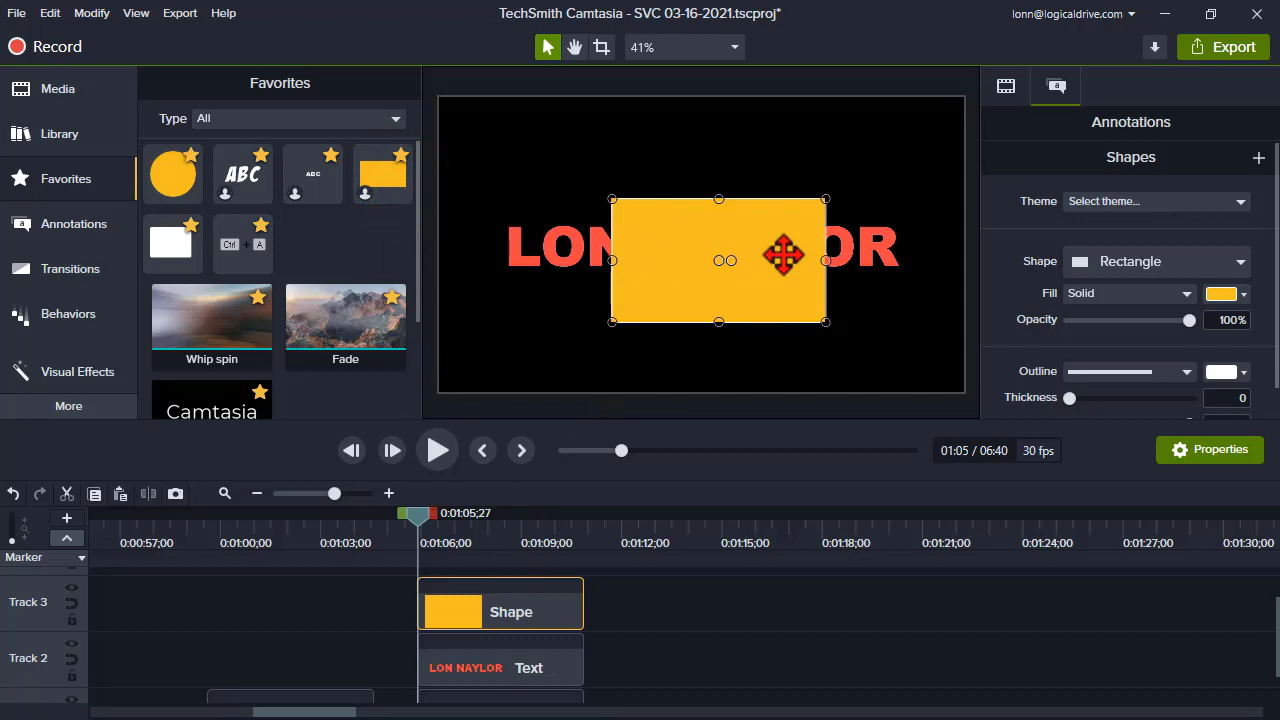 File Edit Modify View Export Help
TechSmith Camtasia - SVC 03-16-2021.tscproj*
lonn@logicaldrive.com
Record
41%
Export
Media
Library
Favorites
Annotations
Transitions
Behaviors
Visual Effects
More
Favorites
Type All
ABC
ABC
Ctrl + A
Whip spin
Fade
Camtasia
LON
OR
a
Annotations
Shapes
Theme Select theme...
Shape Rectangle
Fill Solid
Opacity 100%
Outline
Thickness 0
01:05 / 06:40 30 fps
Properties
0:01:05;27
0:00:57;00 0:01:00;00 0:01:03;00 0:01:06;00 0:01:09;00 0:01:12;00 0:01:15;00 0:01:18;00 0:01:21;00 0:01:24;00 0:01:27;00 0:01:30;00
Marker
Track 3
Shape
Track 2
LON NAYLOR Text